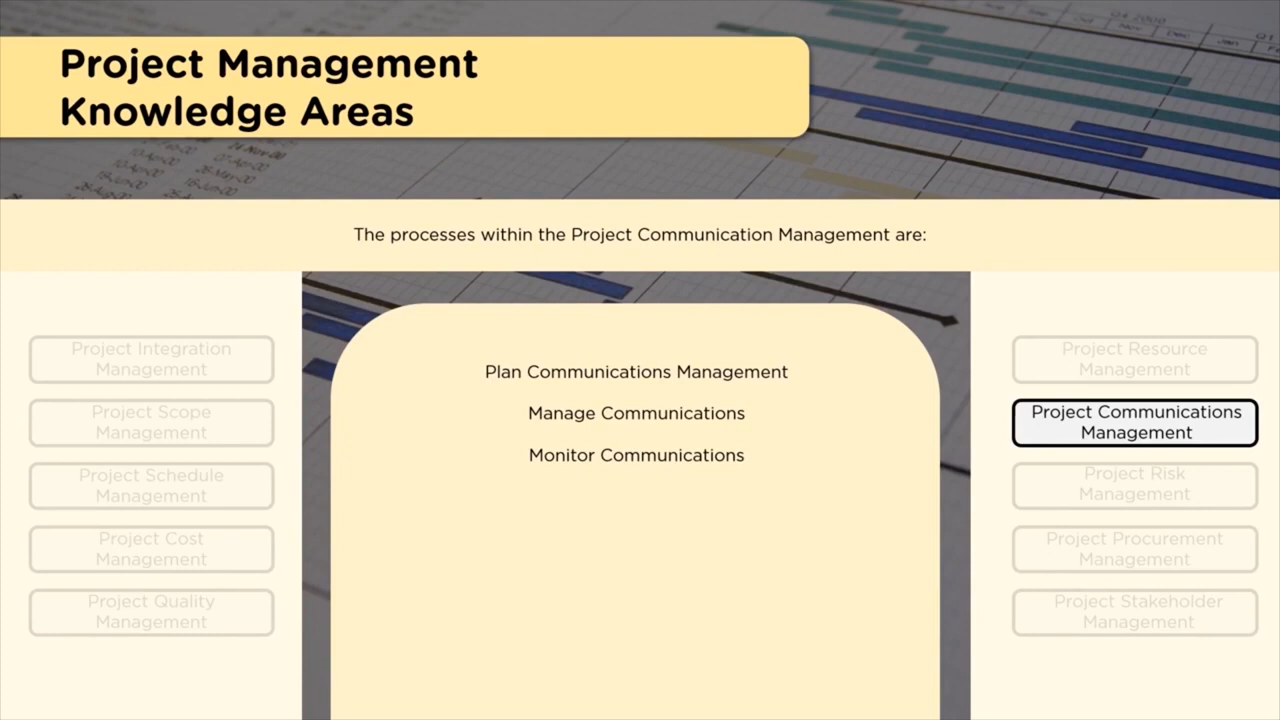 Project Management
Knowledge Areas
The processes within the Project Communication Management are:
Project Integration
Management
Project Scope
Management
Project Schedule
Management
Project Cost
Management
Project Quality
Management
Plan Communications Management
Manage Communications
Monitor Communications
Project Resource
Management
Project Communications
Management
Project Risk
Management
Project Procurement
Management
Project Stakeholder
Management